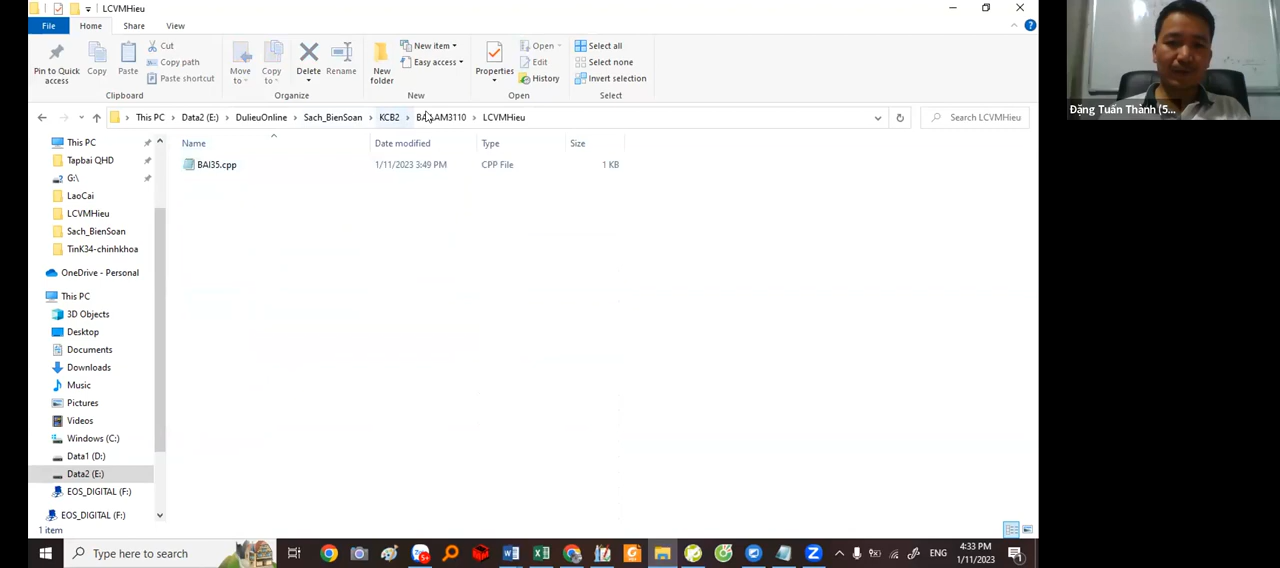 LCVMHieu
File Home Share View
Pin to Quick access
Copy
Paste
Cut
Copy path
Paste shortcut
Clipboard
Move to
Copy to
Delete
Rename
Organize
New folder
New item
Easy access
New
Properties
Open
Edit
History
Open
Select all
Select none
Invert selection
Select
Đăng Tuấn Thành (5...
This PC > Data2 (E:) > DulieuOnline > Sach_BienSoan > KCB2 > LCVMHieu
Search LCVMHieu
Name Date modified Type Size
BAI35.cpp 1/11/2023 3:49 PM CPP File 1 KB
This PC
Tapbai QHD
G:\
LaoCai
LCVMHieu
Sach_BienSoan
TinK34-chinhkhoa
OneDrive - Personal
This PC
3D Objects
Desktop
Documents
Downloads
Music
Pictures
Videos
Windows (C:)
Data1 (D:)
Data2 (E:)
EOS_DIGITAL (F:)
EOS_DIGITAL (F:)
1 item
Type here to search
ENG
4:33 PM
1/11/2023